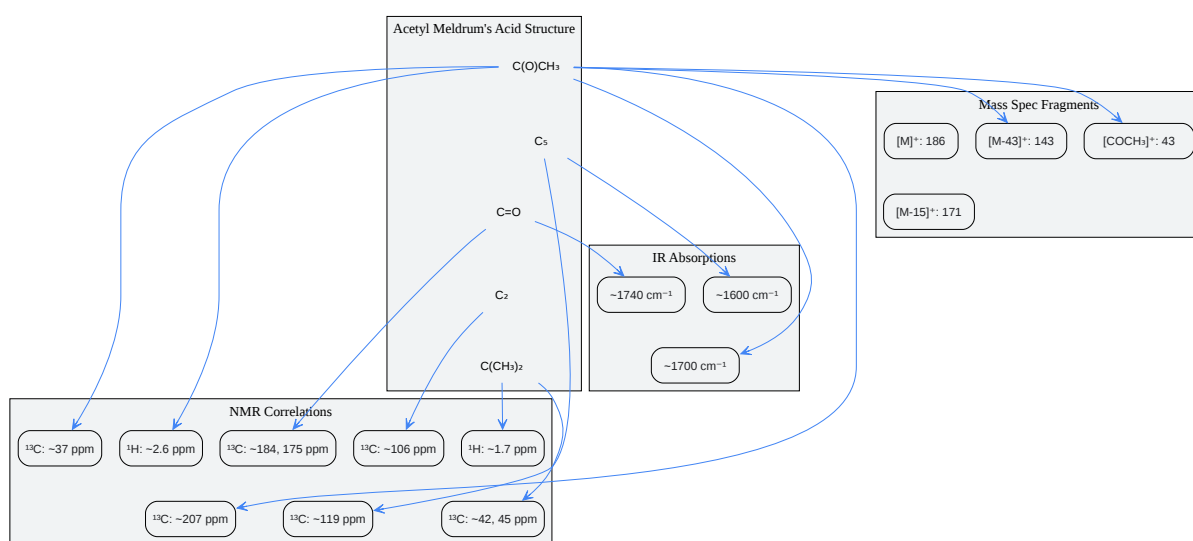 Acetyl Meldrum's Acid Structure
C(O)CH₃
C₅
C=O
C₂
C(CH₃)₂
Mass Spec Fragments
[M]⁺: 186
[M-43]⁺: 143
[COCH₃]⁺: 43
[M-15]⁺: 171
IR Absorptions
~1740 cm⁻¹
~1600 cm⁻¹
~1700 cm⁻¹
NMR Correlations
¹³C: ~37 ppm
¹H: ~2.6 ppm
¹³C: ~184, 175 ppm
¹³C: ~106 ppm
¹H: ~1.7 ppm
¹³C: ~207 ppm
¹³C: ~119 ppm
¹³C: ~42, 45 ppm